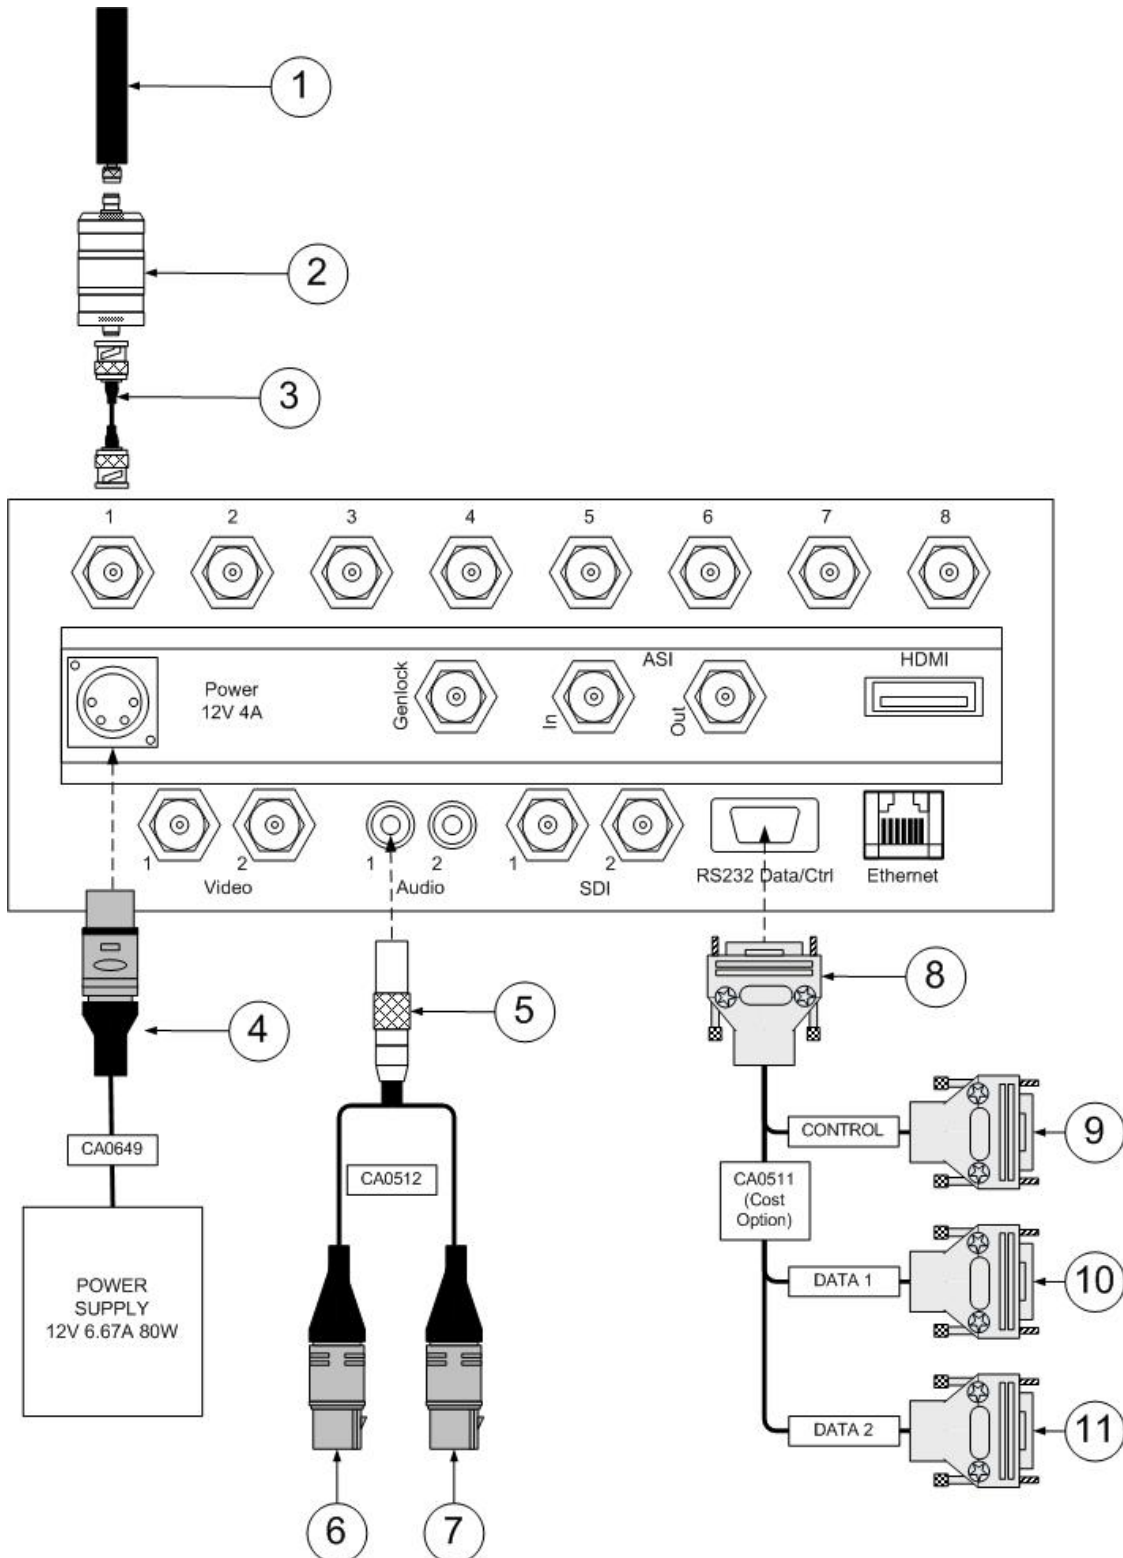 1
2
3
1 2 3 4 5 6 7 8
Power
12V 4A
Genlock
In
ASI
Out
HDMI
1 2
Video
1 2
Audio
1 2
SDI
RS232 Data/Ctrl
Ethernet
4
5
8
CA0649
CA0512
CONTROL
9
CA0511
(Cost
Option)
POWER
SUPPLY
12V 6.67A 80W
DATA 1
10
DATA 2
11
6
7